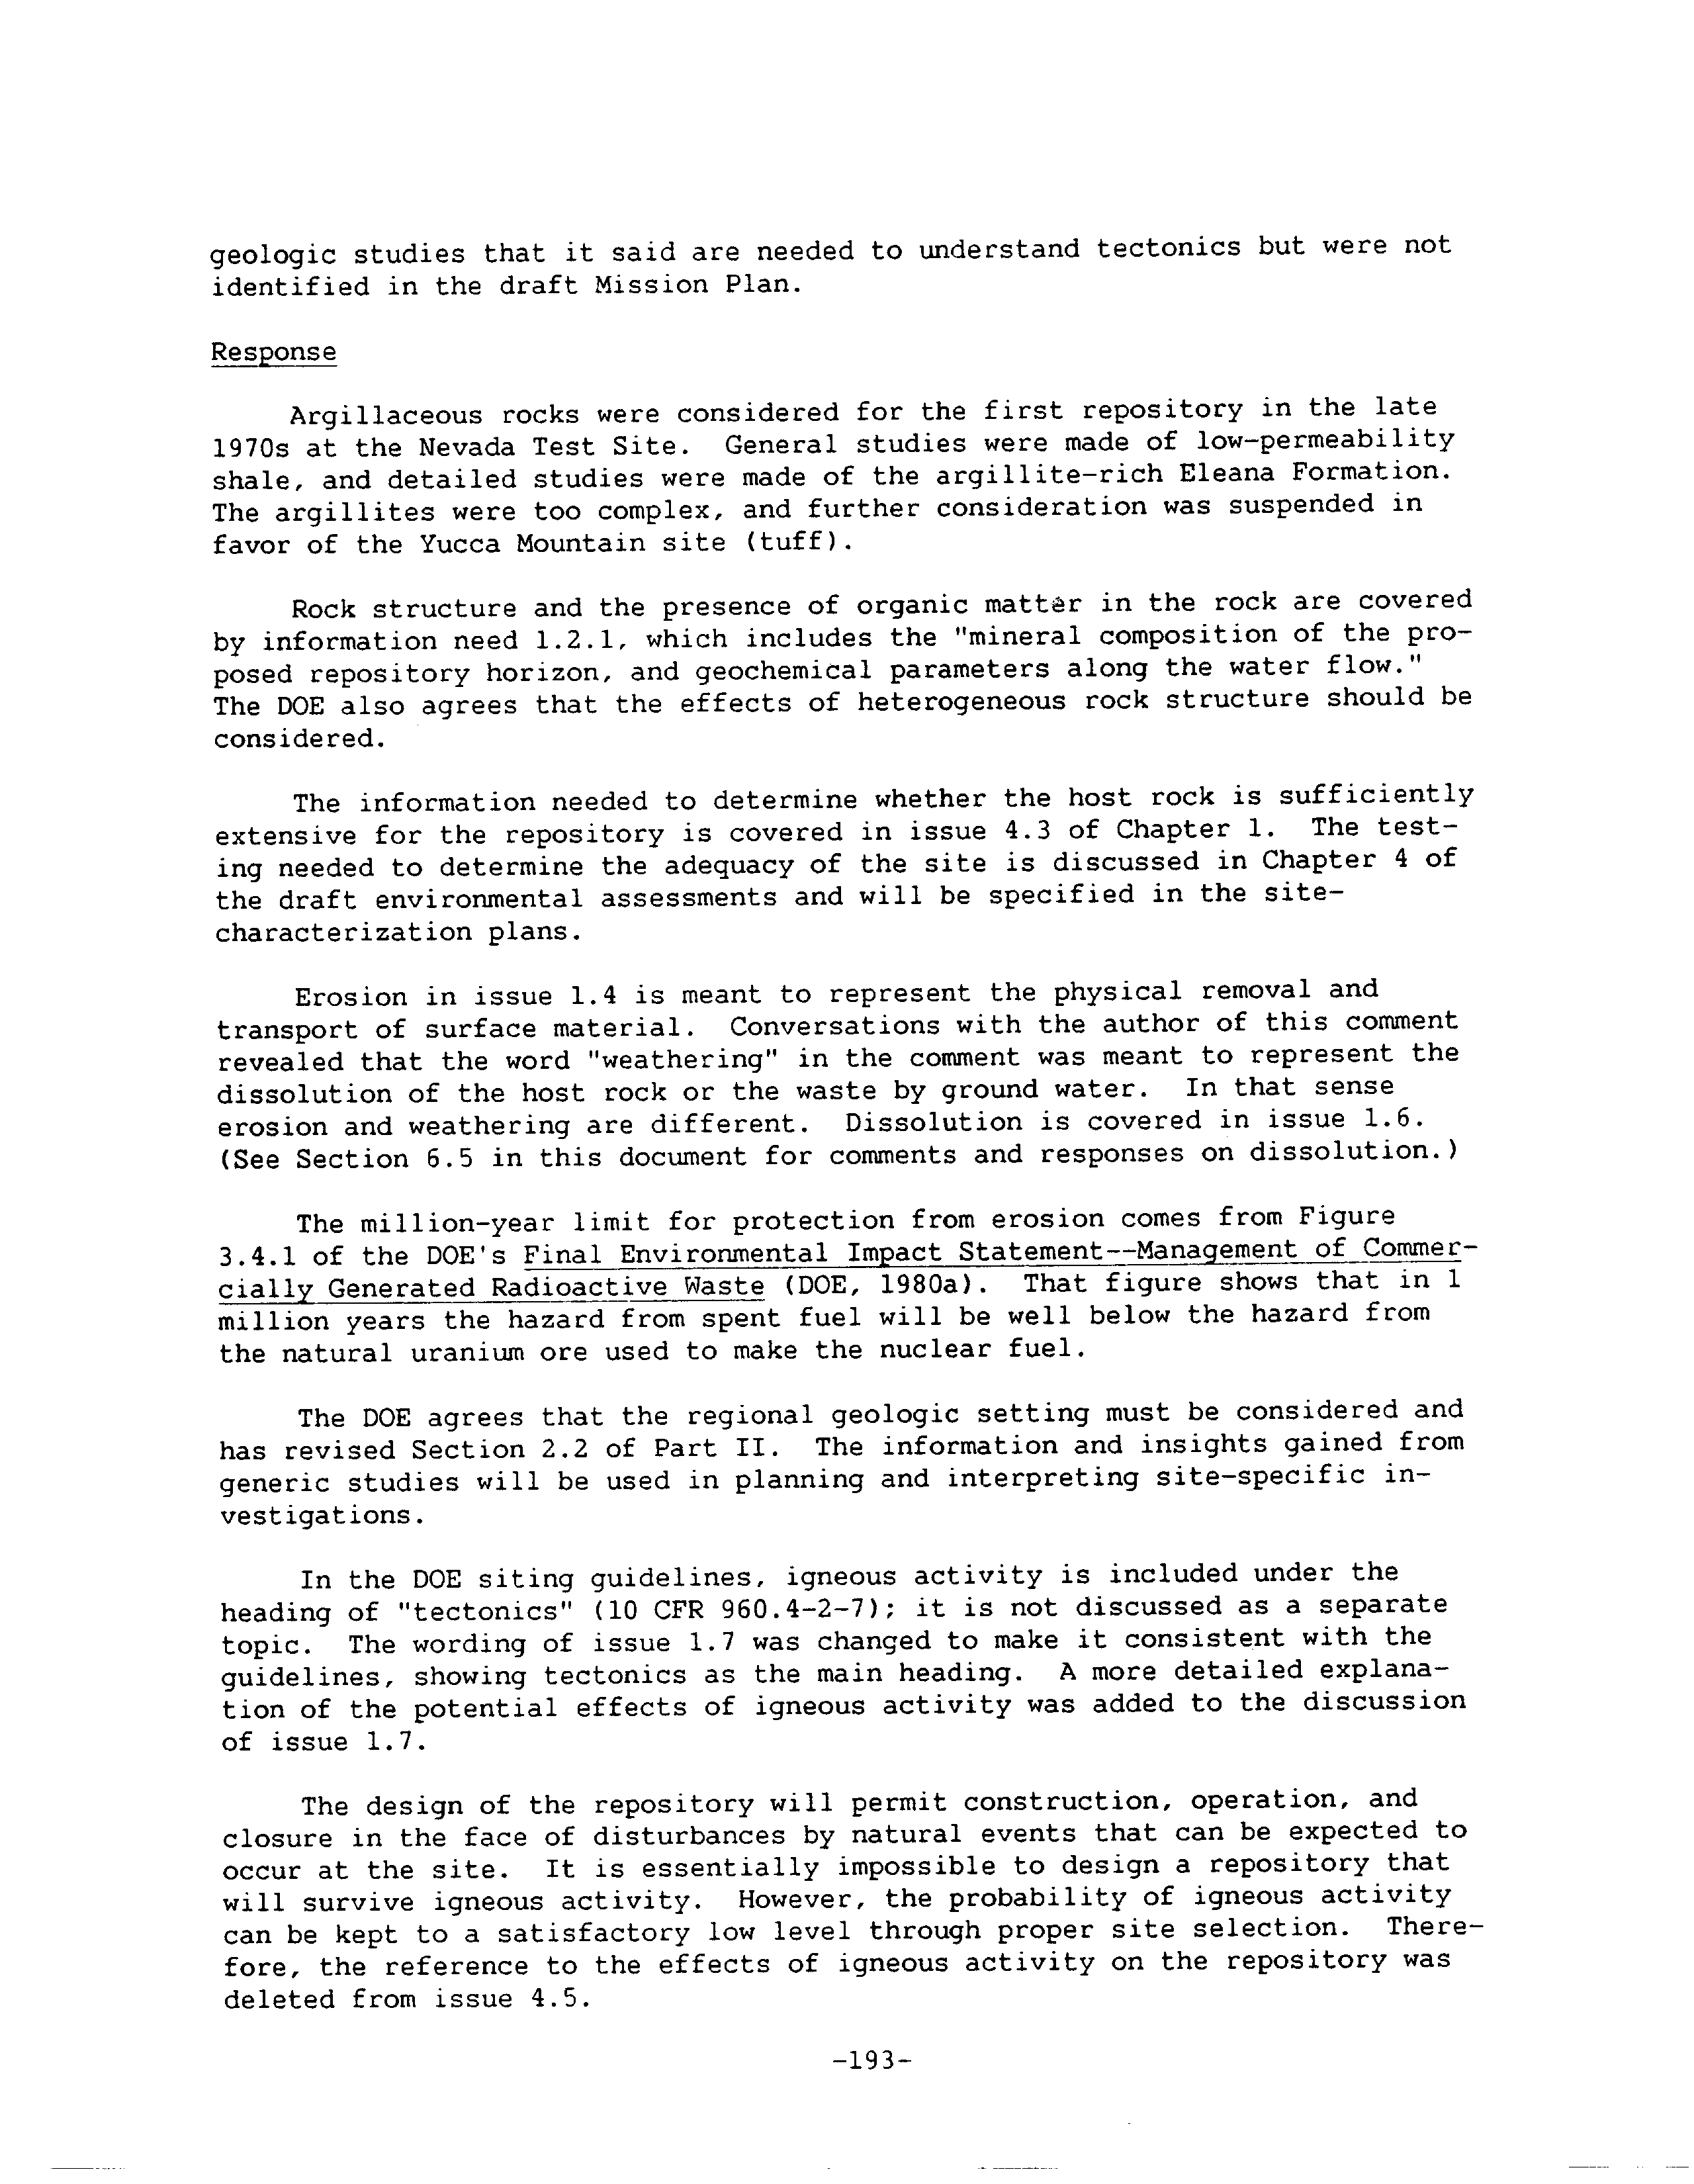 geologic studies that it said are needed to understand tectonics but were not
identified in the draft Mission Plan.
Response
Argillaceous rocks were considered for the first repository in the late
1970s at the Nevada Test Site. General studies were made of low-permeability
shale, and detailed studies were made of the argillite-rich Eleana Formation.
The argillites were too complex, and further consideration was suspended in
favor of the Yucca Mountain site (tuff).
Rock structure and the presence of organic matter in the rock are covered
by information need 1.2.1, which includes the "mineral composition of the pro-
posed repository horizon, and geochemical parameters along the water flow."
The DOE also agrees that the effects of heterogeneous rock structure should be
considered.
The information needed to determine whether the host rock is sufficiently
extensive for the repository is covered in issue 4.3 of Chapter 1. The test-
ing needed to determine the adequacy of the site is discussed in Chapter 4 of
the draft environmental assessments and will be specified in the site-
characterization plans.
Erosion in issue 1.4 is meant to represent the physical removal and
transport of surface material. Conversations with the author of this comment
revealed that the word "weathering" in the comment was meant to represent the
dissolution of the host rock or the waste by ground water. In that sense
erosion and weathering are different. Dissolution is covered in issue 1.6.
(See Section 6.5 in this document for comments and responses on dissolution.)
The million-year limit for protection from erosion comes from Figure
3.4.1 of the DOE's Final Environmental Impact Statement--Management of Commer-
cially Generated Radioactive Waste (DOE, 1980a). That figure shows that in 1
million years the hazard from spent fuel will be well below the hazard from
the natural uranium ore used to make the nuclear fuel.
The DOE agrees that the regional geologic setting must be considered and
has revised Section 2.2 of Part II. The information and insights gained from
generic studies will be used in planning and interpreting site-specific in-
vestigations.
In the DOE siting guidelines, igneous activity is included under the
heading of "tectonics" (10 CFR 960.4-2-7); it is not discussed as a separate
topic. The wording of issue 1.7 was changed to make it consistent with the
guidelines, showing tectonics as the main heading. A more detailed explana-
tion of the potential effects of igneous activity was added to the discussion
of issue 1.7.
The design of the repository will permit construction, operation, and
closure in the face of disturbances by natural events that can be expected to
occur at the site. It is essentially impossible to design a repository that
will survive igneous activity. However, the probability of igneous activity
can be kept to a satisfactory low level through proper site selection. There-
fore, the reference to the effects of igneous activity on the repository was
deleted from issue 4.5.
-193-